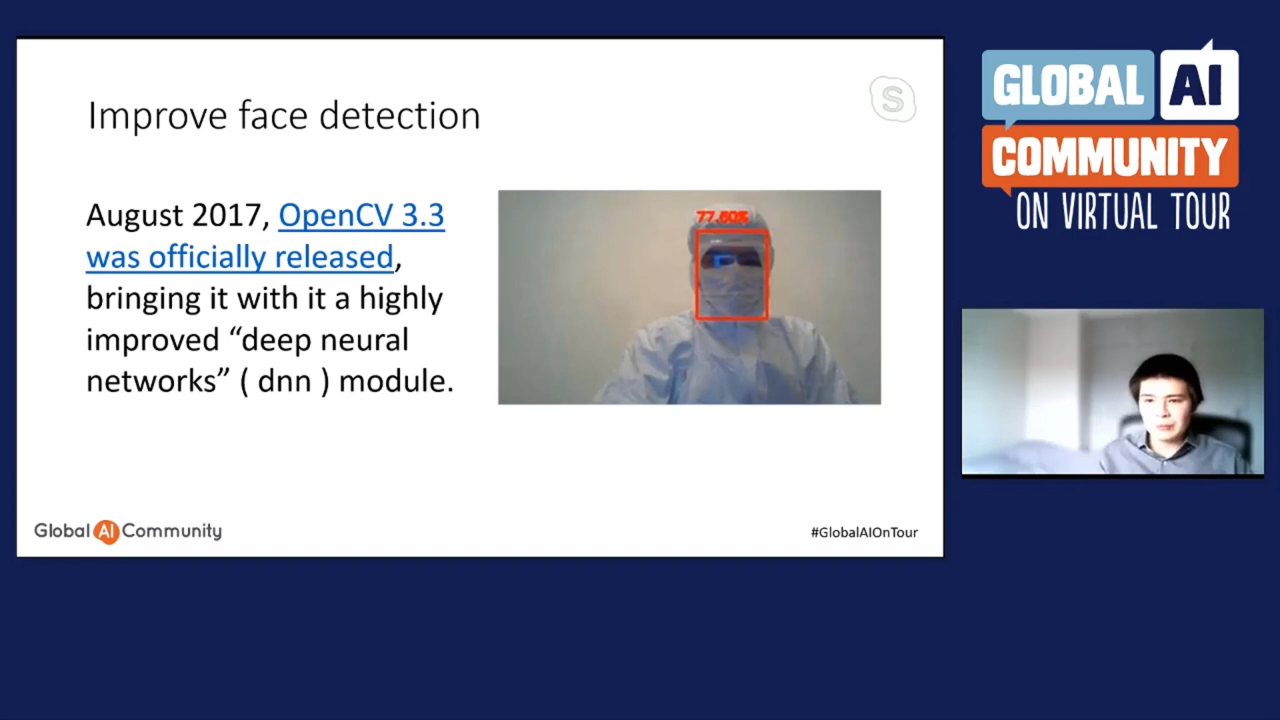 Improve face detection
S
August 2017, OpenCV 3.3
was officially released,
bringing it with it a highly
improved “deep neural
networks” ( dnn ) module.
77.60%
Global AI Community
#GlobalAIOnTour
GLOBAL AI
COMMUNITY
ON VIRTUAL TOUR